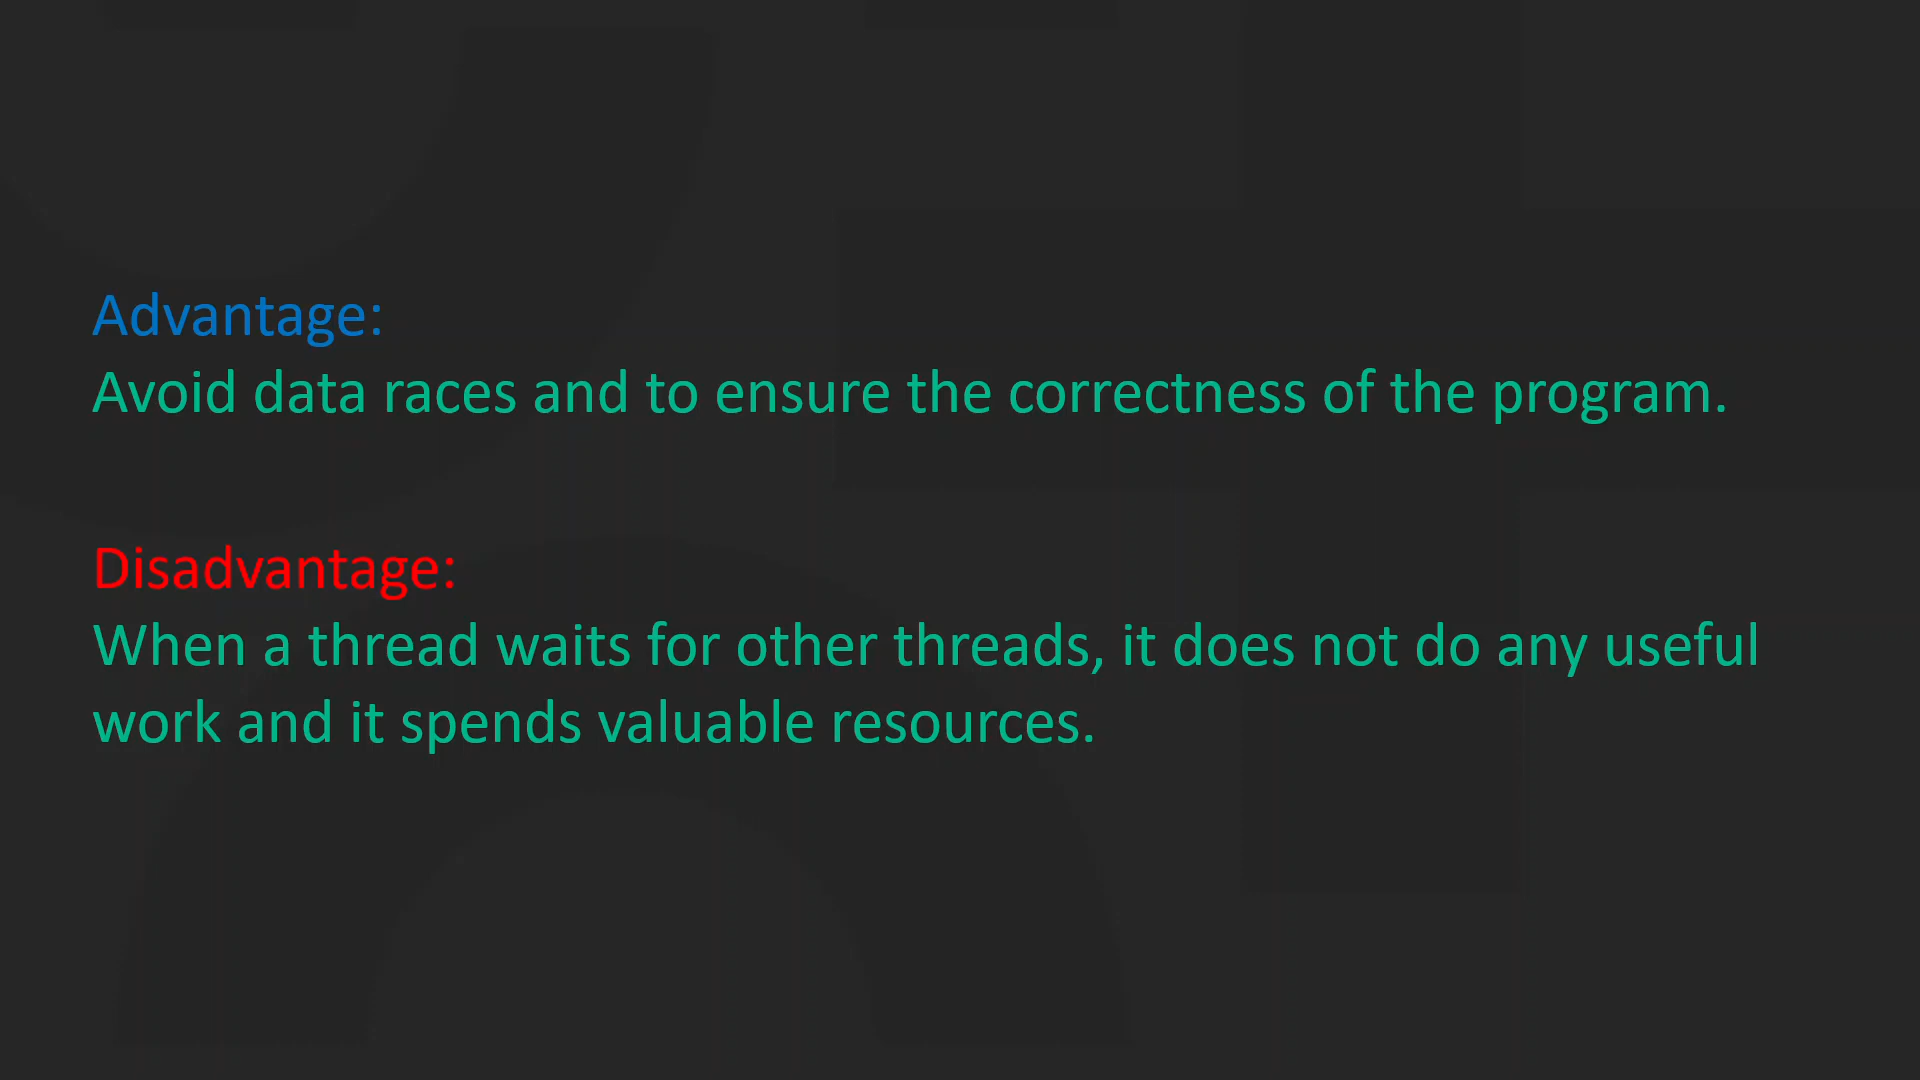 Advantage:
Avoid data races and to ensure the correctness of the program.
Disadvantage:
When a thread waits for other threads, it does not do any useful
work and it spends valuable resources.